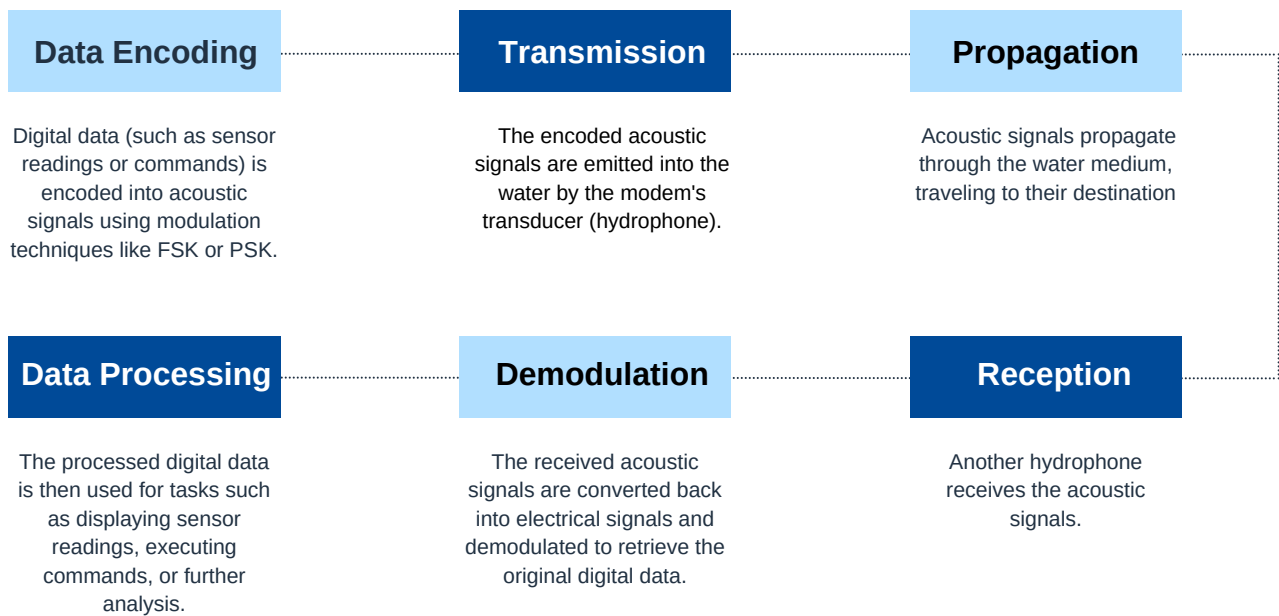 Data Encoding
Digital data (such as sensor
readings or commands) is
encoded into acoustic
signals using modulation
techniques like FSK or PSK.
Transmission
The encoded acoustic
signals are emitted into the
water by the modem's
transducer (hydrophone).
Propagation
Acoustic signals propagate
through the water medium,
traveling to their destination
Reception
Another hydrophone
receives the acoustic
signals.
Demodulation
The received acoustic
signals are converted back
into electrical signals and
demodulated to retrieve the
original digital data.
Data Processing
The processed digital data
is then used for tasks such
as displaying sensor
readings, executing
commands, or further
analysis.